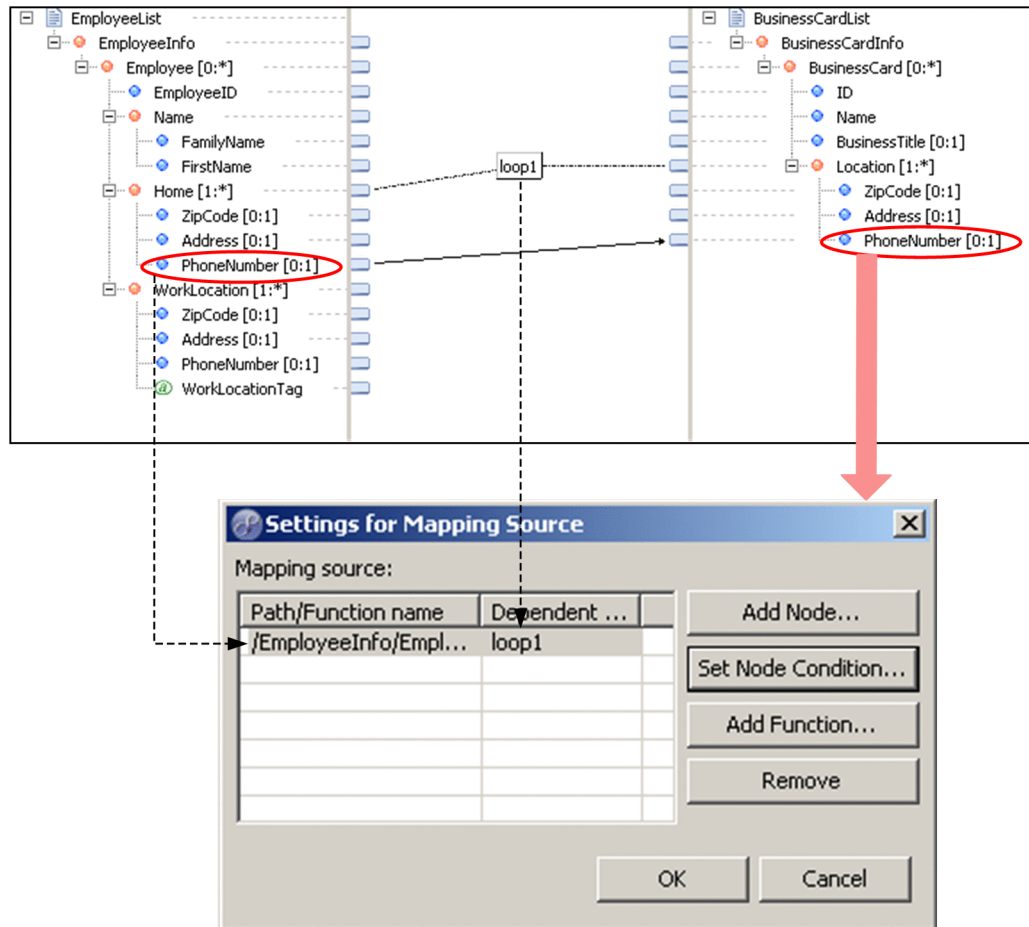 EmployeeList
EmployeeInfo
Employee [0:*]
EmployeeID
Name
FamilyName
FirstName
Home [1:*]
ZipCode [0:1]
Address [0:1]
PhoneNumber [0:1]
WorkLocation [1:*]
ZipCode [0:1]
Address [0:1]
PhoneNumber [0:1]
WorkLocationTag
loop1
BusinessCardList
BusinessCardInfo
BusinessCard [0:*]
ID
Name
BusinessTitle [0:1]
Location [1:*]
ZipCode [0:1]
Address [0:1]
PhoneNumber [0:1]
Settings for Mapping Source
Mapping source:
Path/Function name Dependent ...
/EmployeeInfo/Empl... loop1
Add Node...
Set Node Condition...
Add Function...
Remove
OK Cancel